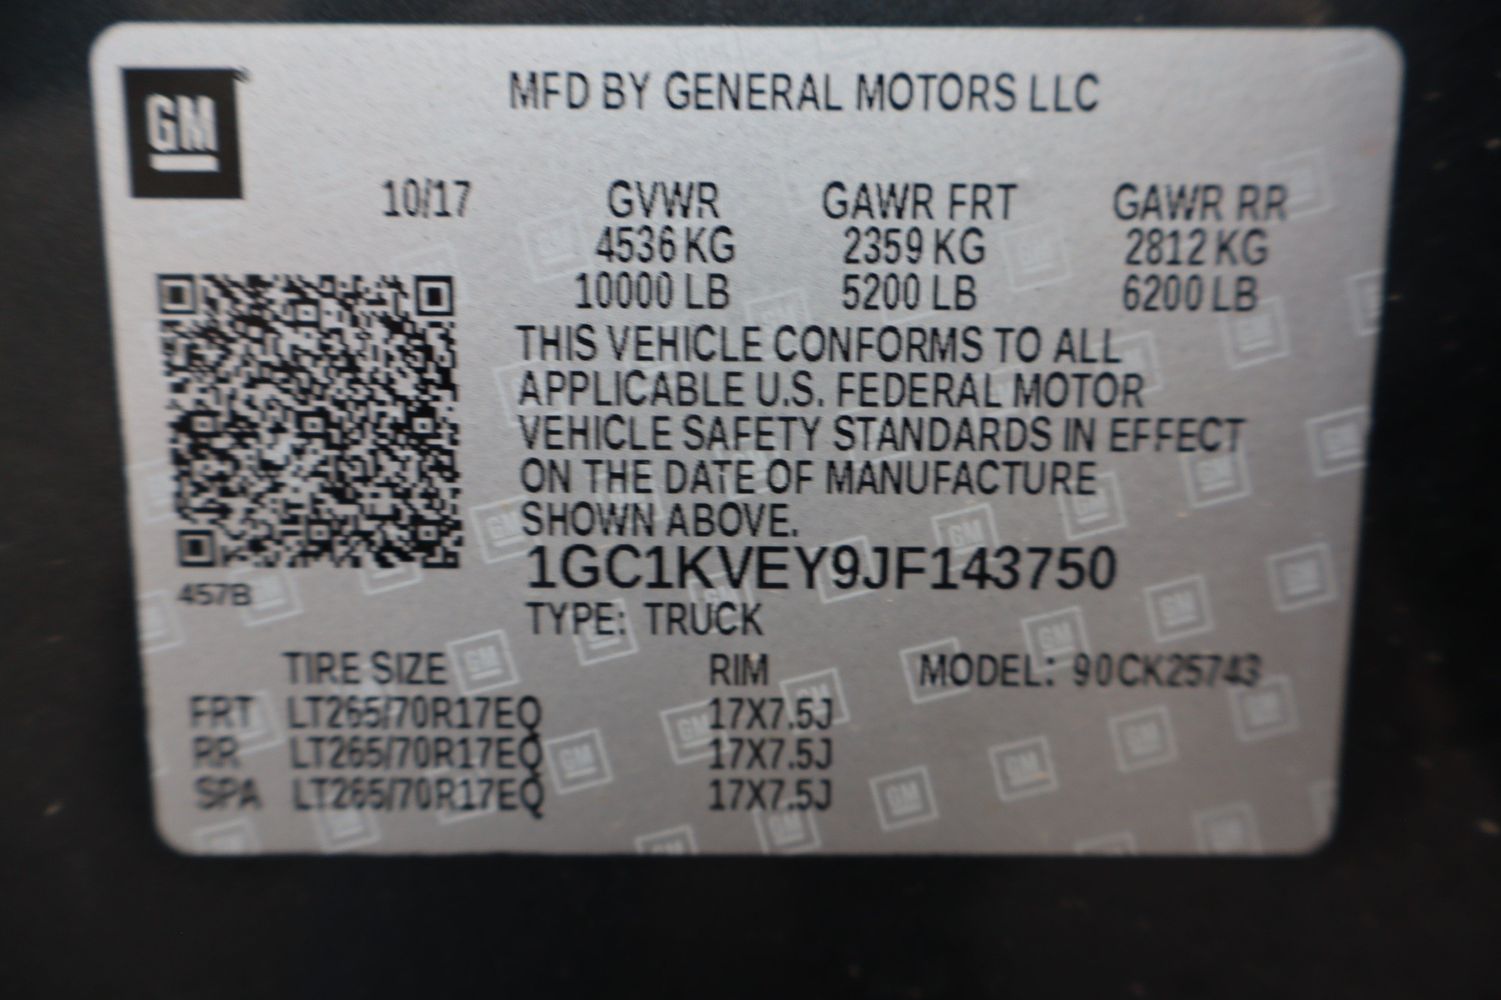 GM
MFD BY GENERAL MOTORS LLC
10/17 GVWR GAWR FRT GAWR RR
4536 KG 2359 KG 2812 KG
10000 LB 5200 LB 6200 LB
THIS VEHICLE CONFORMS TO ALL
APPLICABLE U.S. FEDERAL MOTOR
VEHICLE SAFETY STANDARDS IN EFFECT
ON THE DATE OF MANUFACTURE
SHOWN ABOVE.
1GC1KVEY9JF143750
457B
TYPE: TRUCK
TIRE SIZE RIM MODEL: 90CK25743
FRT LT265/70R17EQ 17X7.5J
RR LT265/70R17EQ 17X7.5J
SPA LT265/70R17EQ 17X7.5J